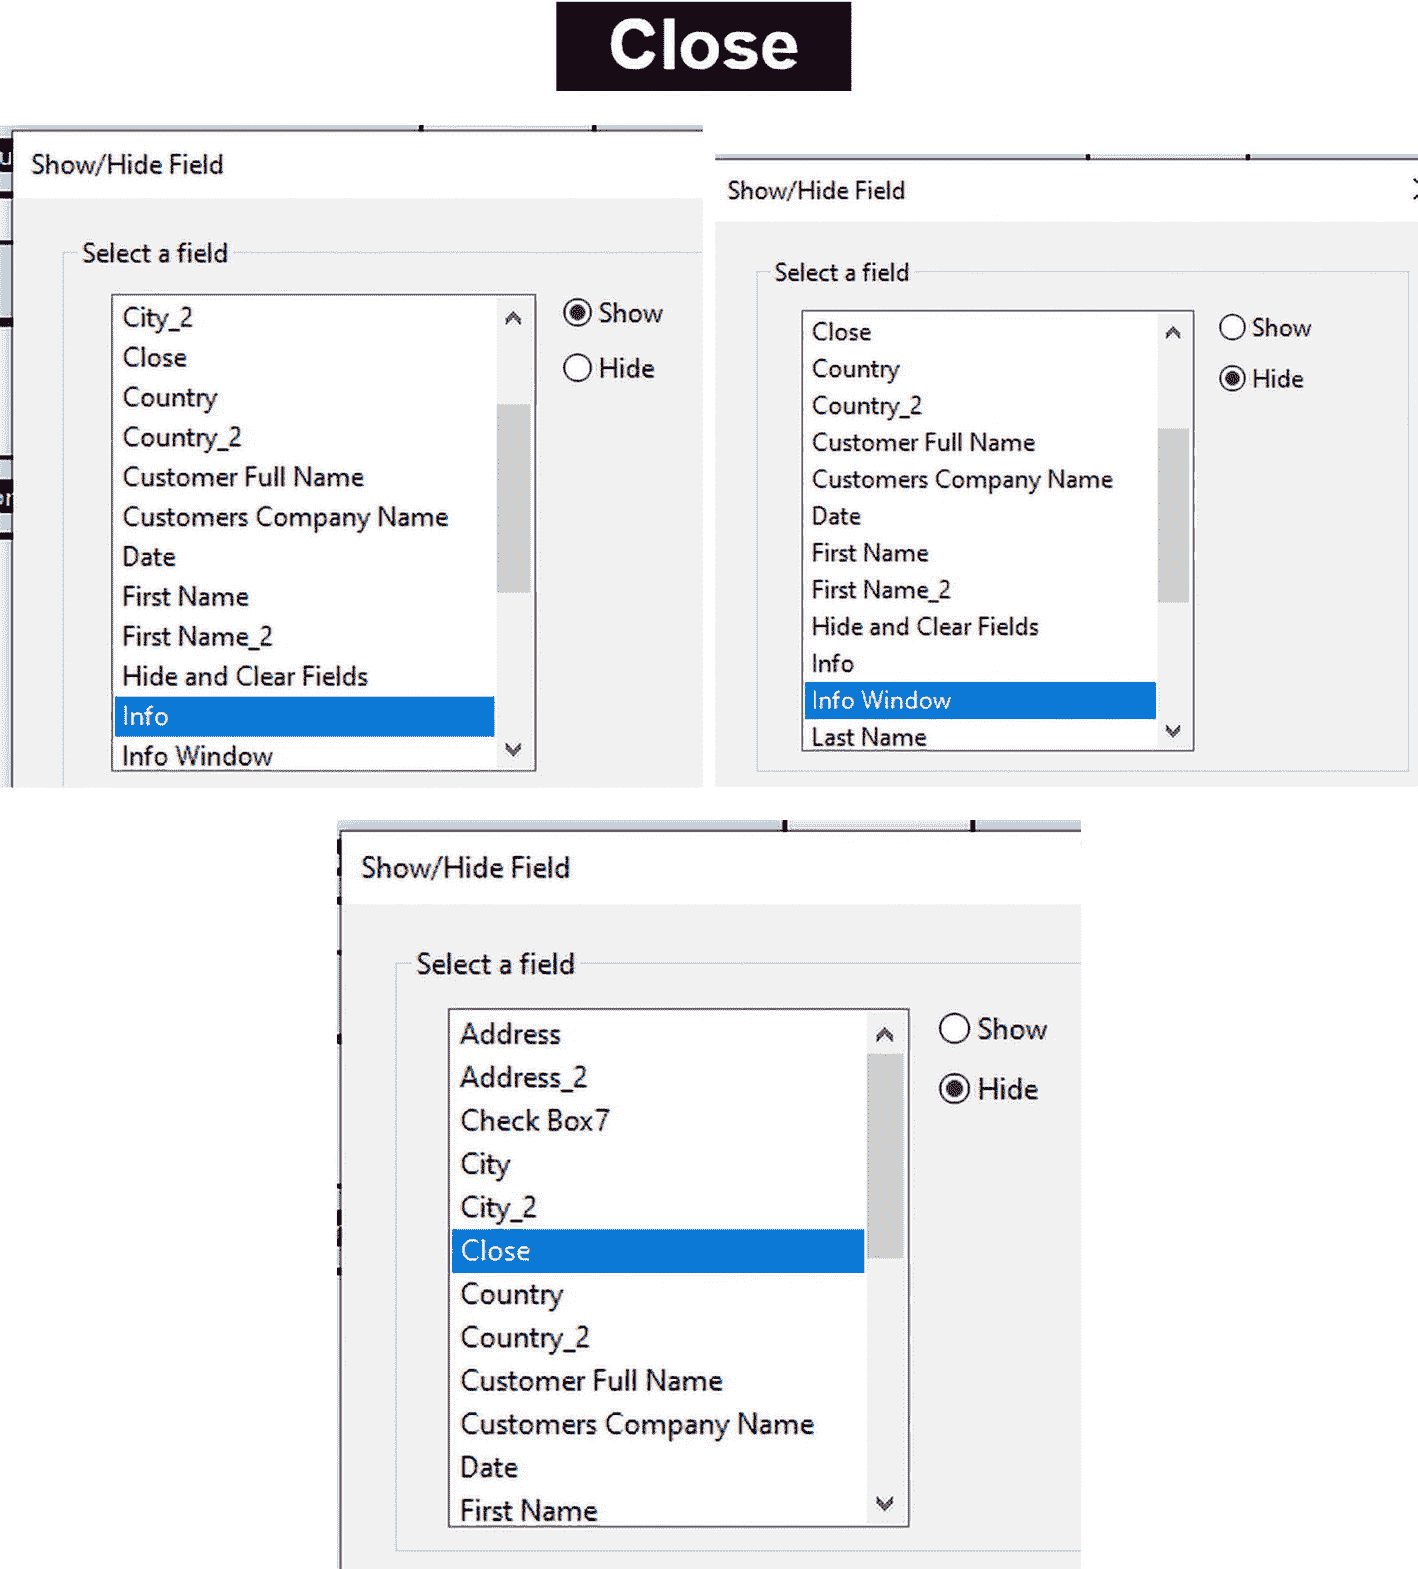 Close
Show/Hide Field
Select a field
City_2
Close
Country
Country_2
Customer Full Name
Customers Company Name
Date
First Name
First Name_2
Hide and Clear Fields
Info
Info Window
Show
Hide
Show/Hide Field
Select a field
Close
Country
Country_2
Customer Full Name
Customers Company Name
Date
First Name
First Name_2
Hide and Clear Fields
Info
Info Window
Last Name
Show
Hide
Show/Hide Field
Select a field
Address
Address_2
Check Box7
City
City_2
Close
Country
Country_2
Customer Full Name
Customers Company Name
Date
First Name
Show
Hide